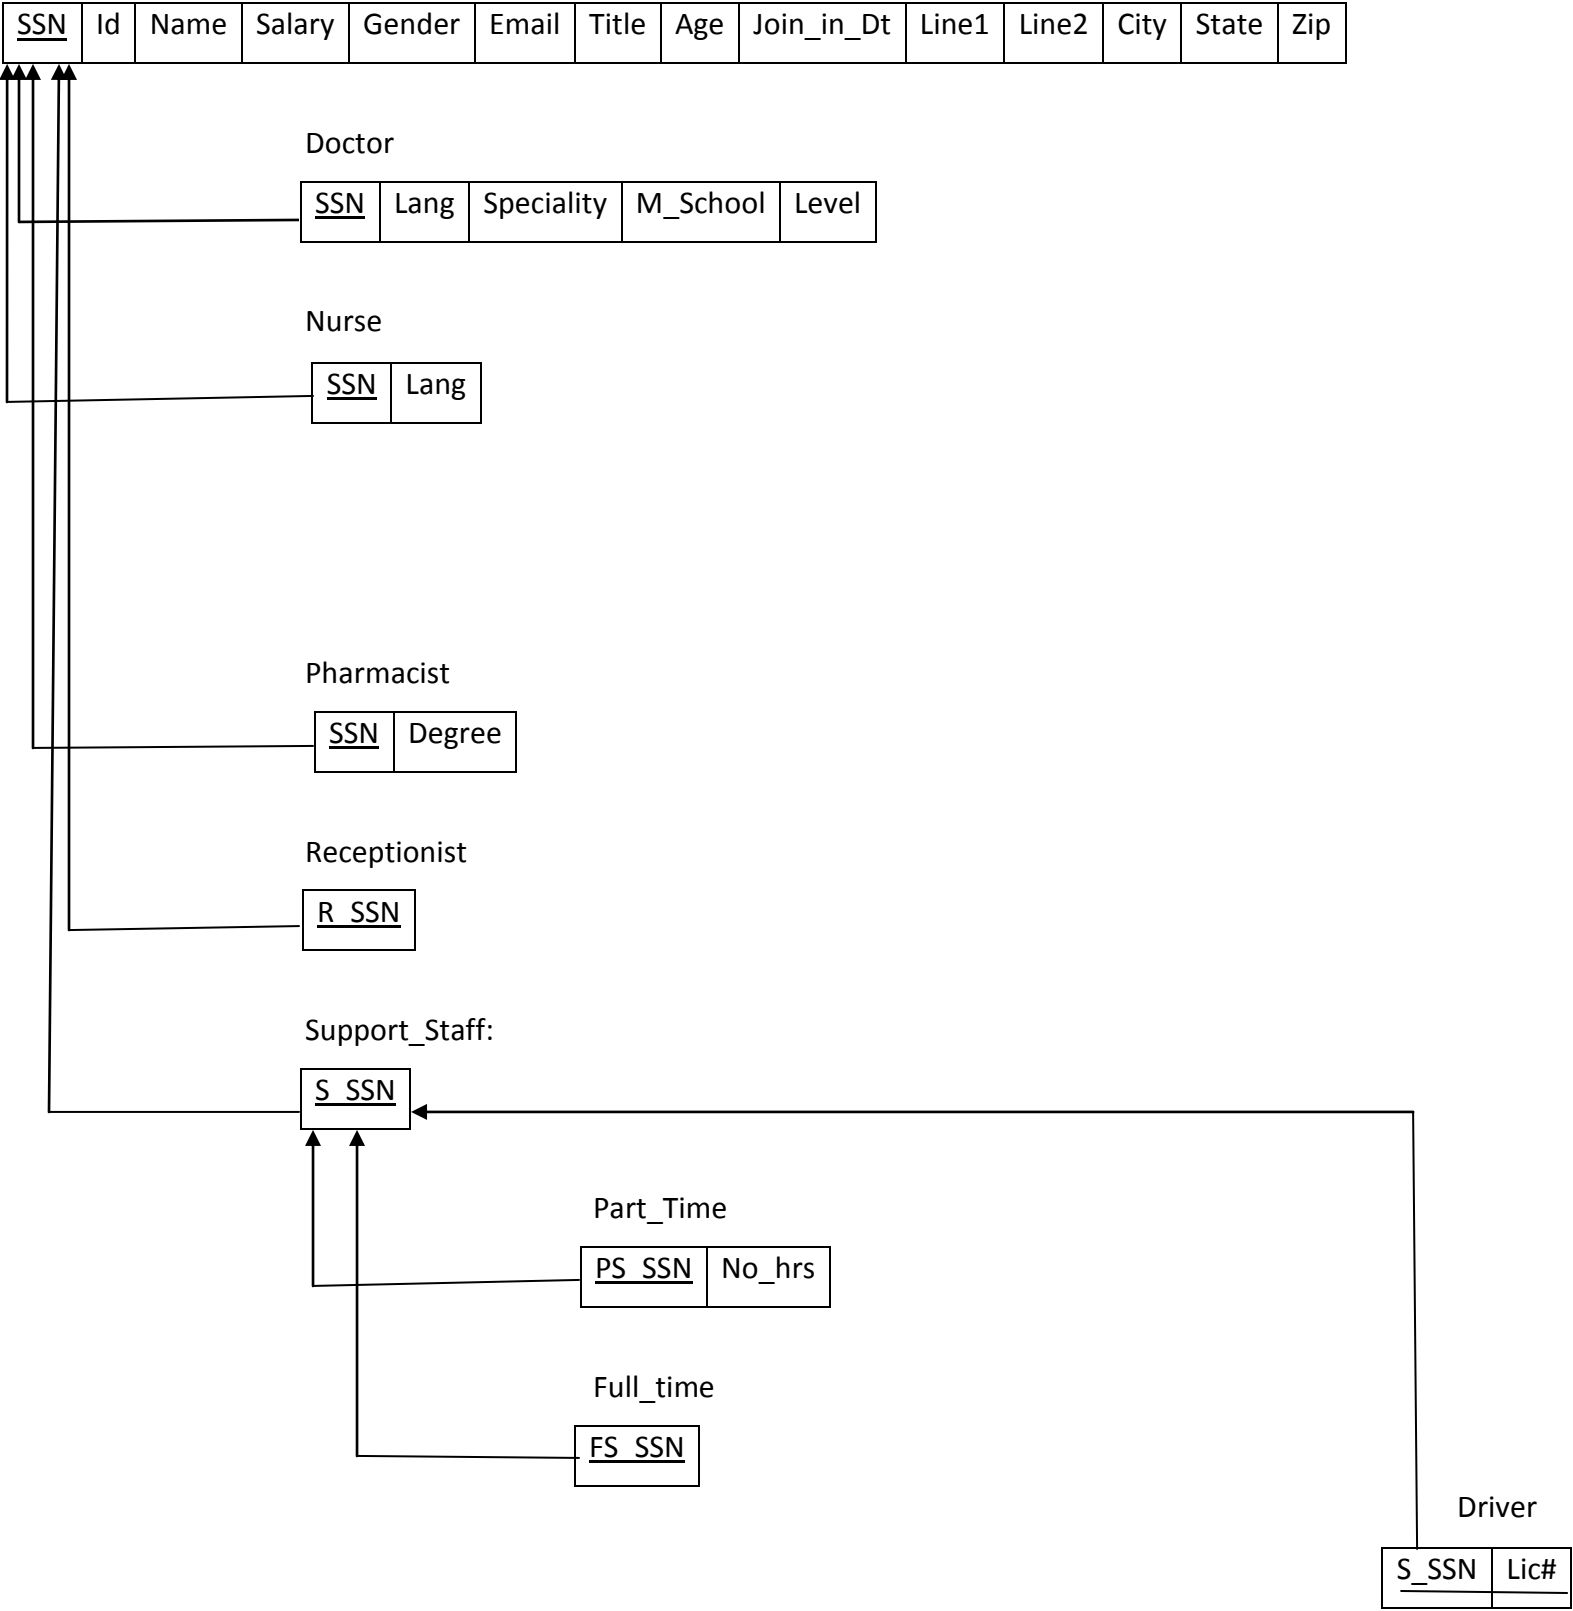 SSN Id Name Salary Gender Email Title Age Join_in_Dt Line1 Line2 City State Zip
Doctor
SSN Lang Speciality M_School Level
Nurse
SSN Lang
Pharmacist
SSN Degree
Receptionist
R_SSN
Support_Staff:
S_SSN
Part_Time
PS_SSN No_hrs
Full_time
FS_SSN
Driver
S_SSN Lic#